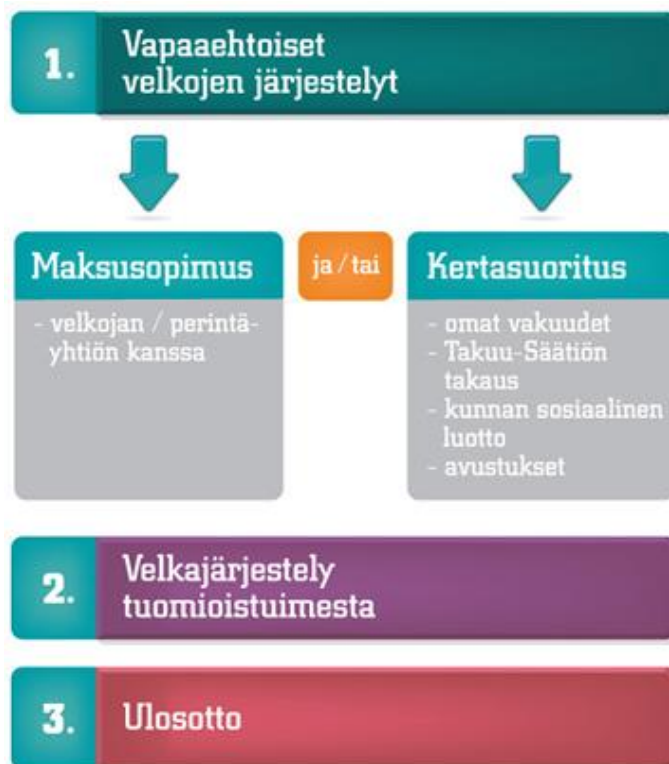 1.
Vapaaehtoiset
velkojen järjestelyt
Maksusopimus
- velkojan / perintä-
yhtiön kanssa
ja / tai
Kertasuoritus
- omat vakuudet
- Takuu-Säätiön
takaus
- kunnan sosiaalinen
luotto
- avustukset
2.
Velkajärjestely
tuomioistuimesta
3.
Ulosotto